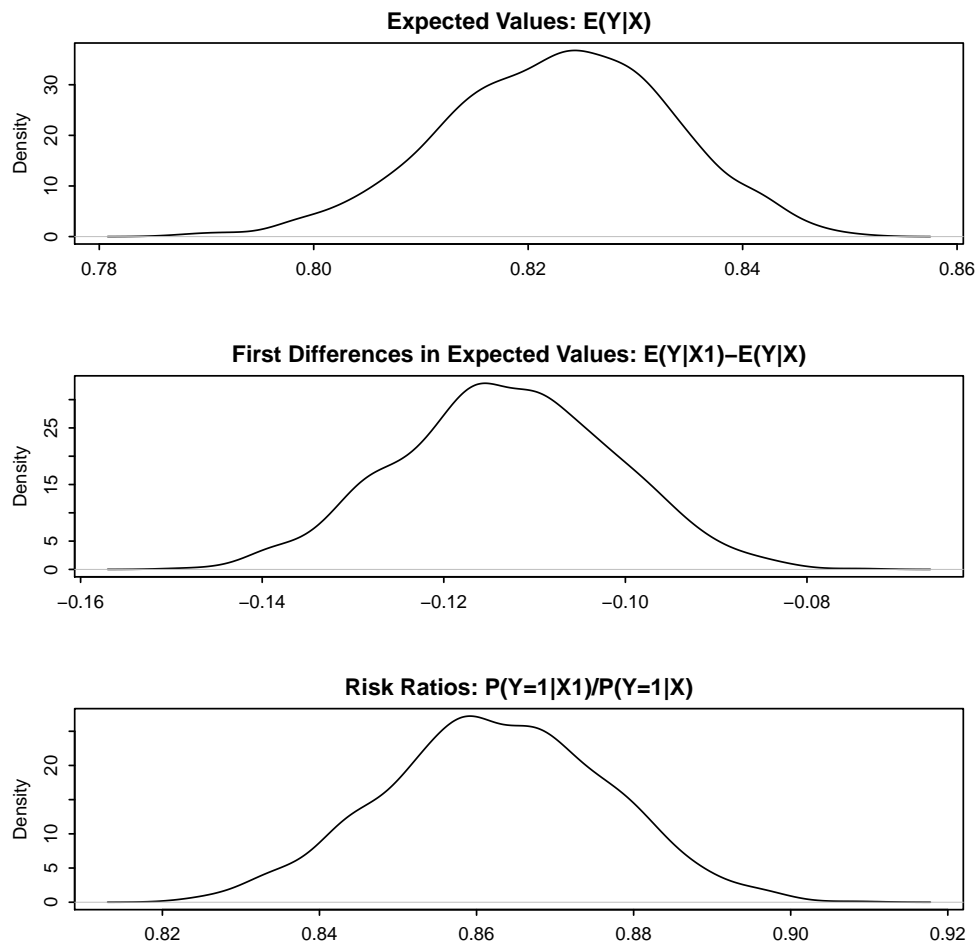 Expected Values: E(Y|X)
Density
0 10 20 30
0.78 0.80 0.82 0.84 0.86
First Differences in Expected Values: E(Y|X1)−E(Y|X)
Density
0 5 15 25
−0.16 −0.14 −0.12 −0.10 −0.08
Risk Ratios: P(Y=1|X1)/P(Y=1|X)
Density
0 5 10 20
0.82 0.84 0.86 0.88 0.90 0.92